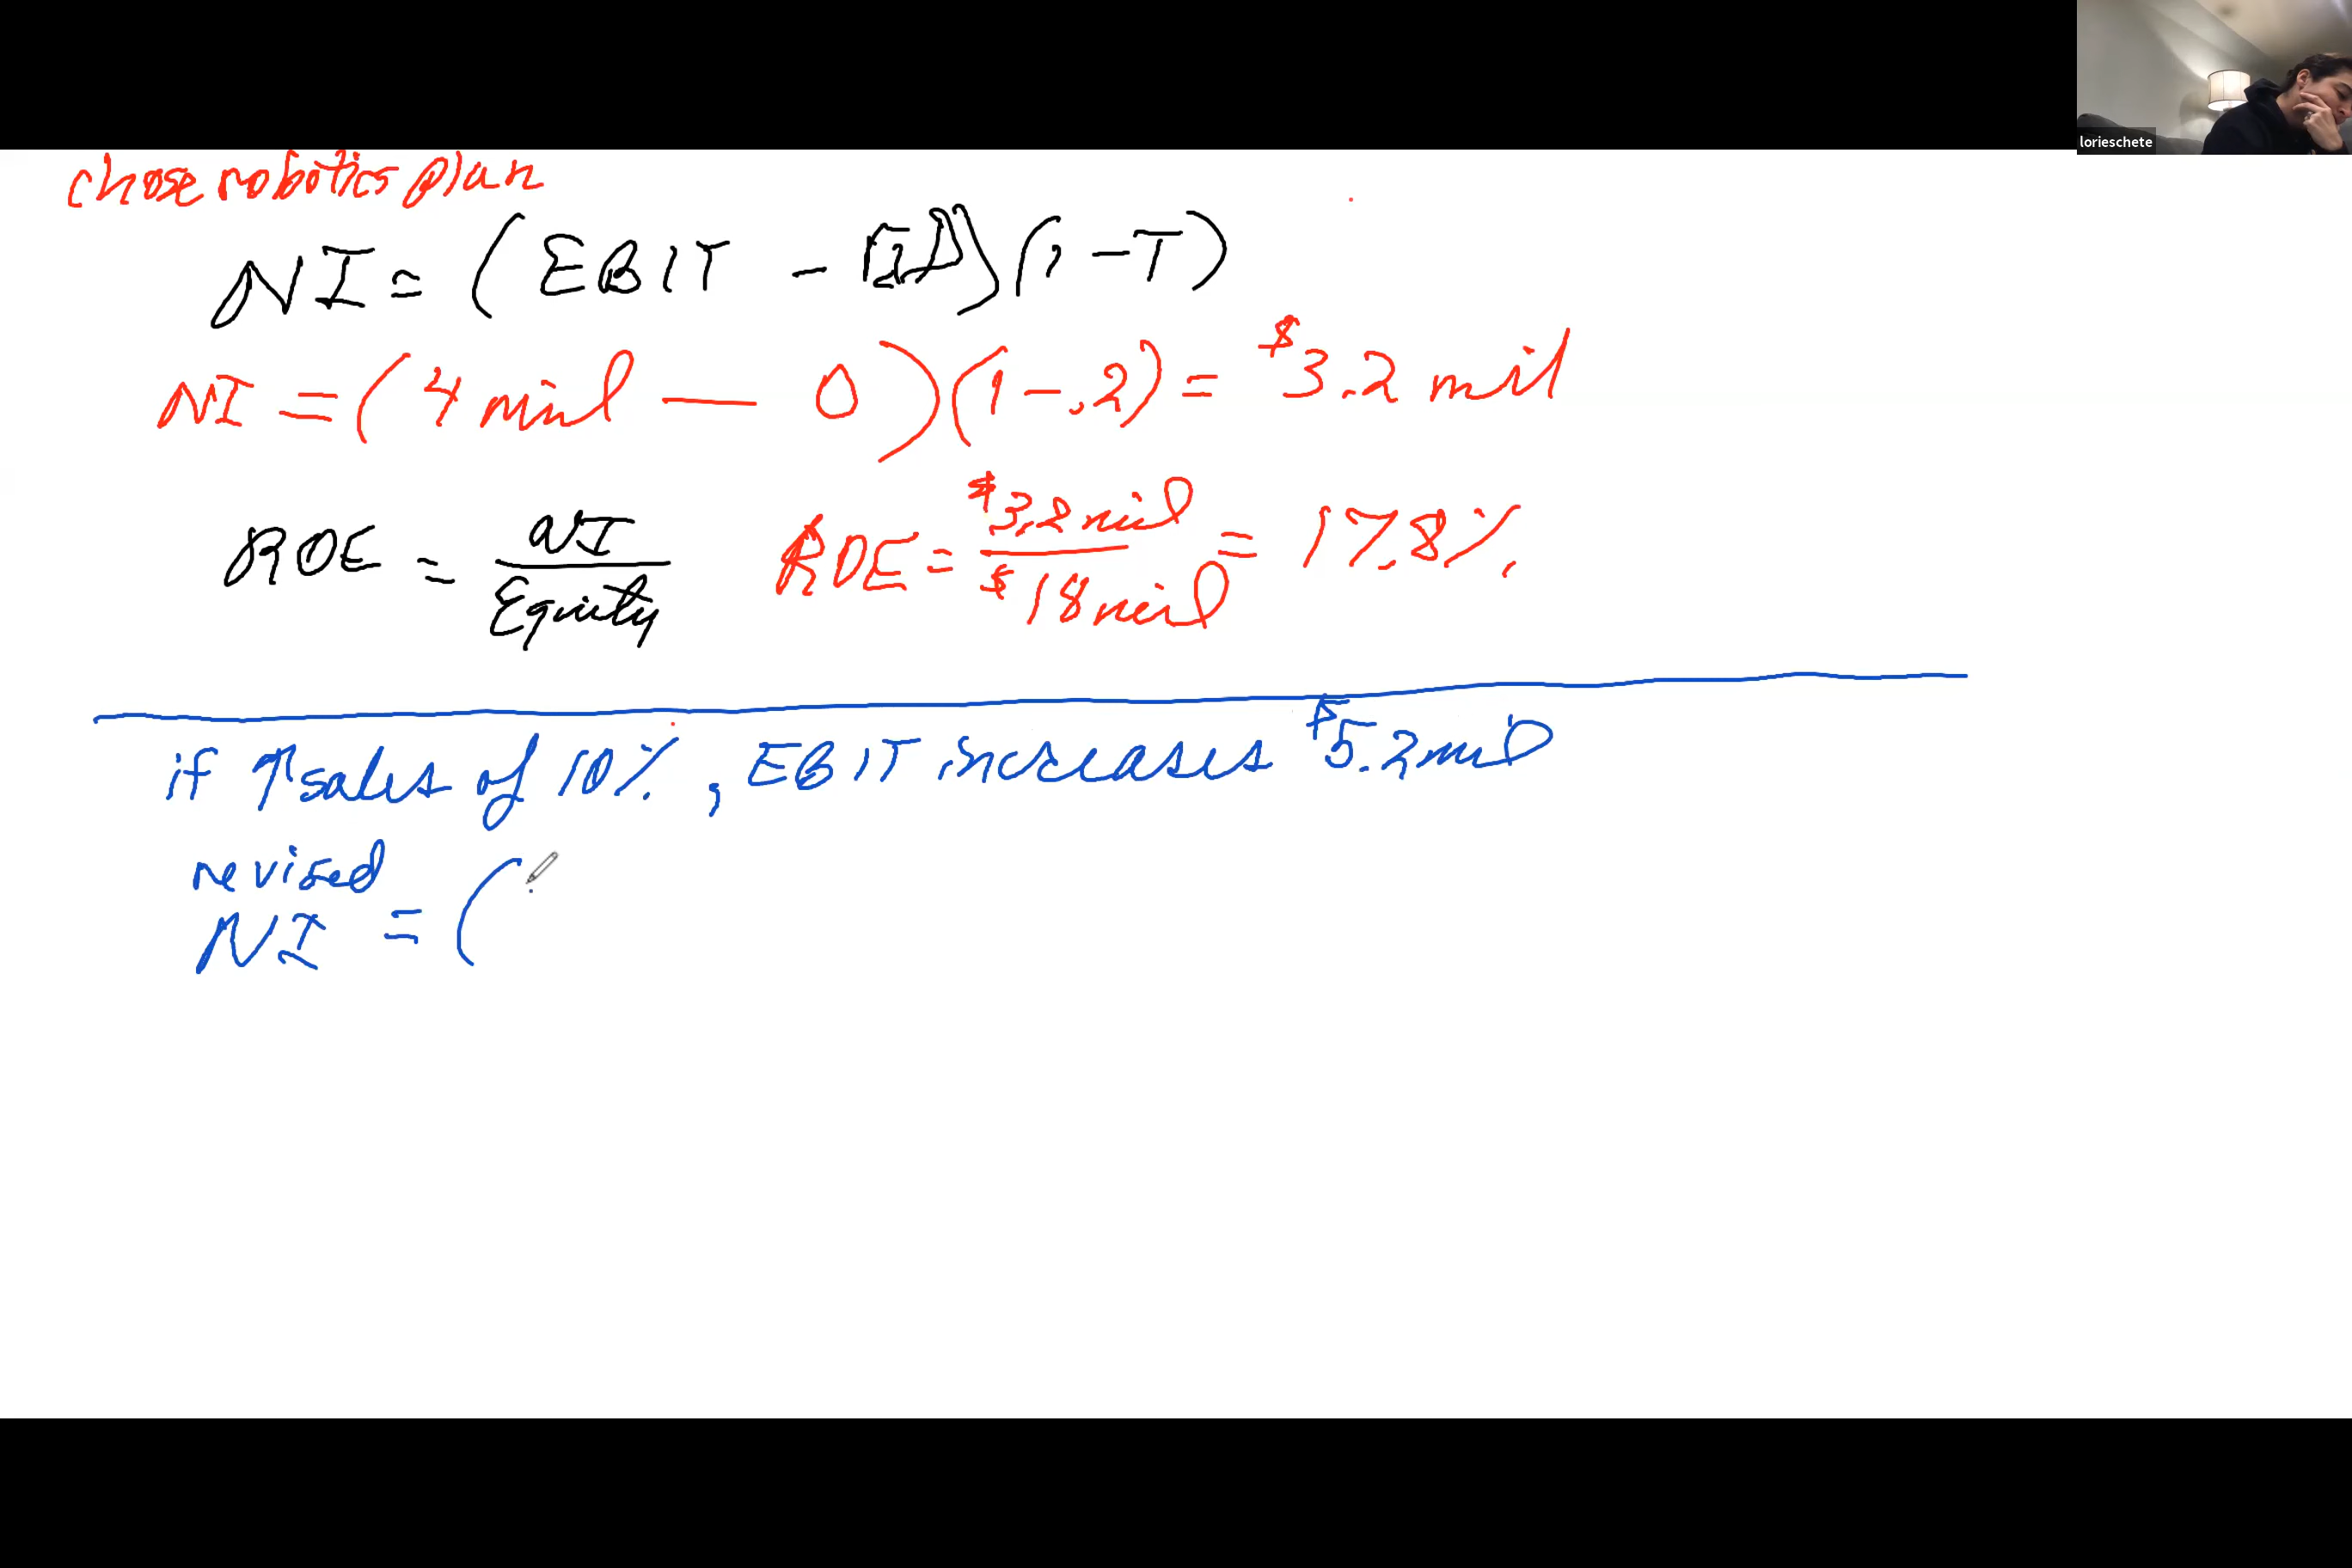 lorieschete
chose robotics plan
NI = (EBIT - )(1 - T)
NI = (4 mil — 0)(1-.2) = $3.2 mil
ROE = NI / Equity ROE = $3.2 mil / $18 mil = 17.8%
if ↑ sales of 10%, EBIT increases $5.2 mil
revised
NI = (